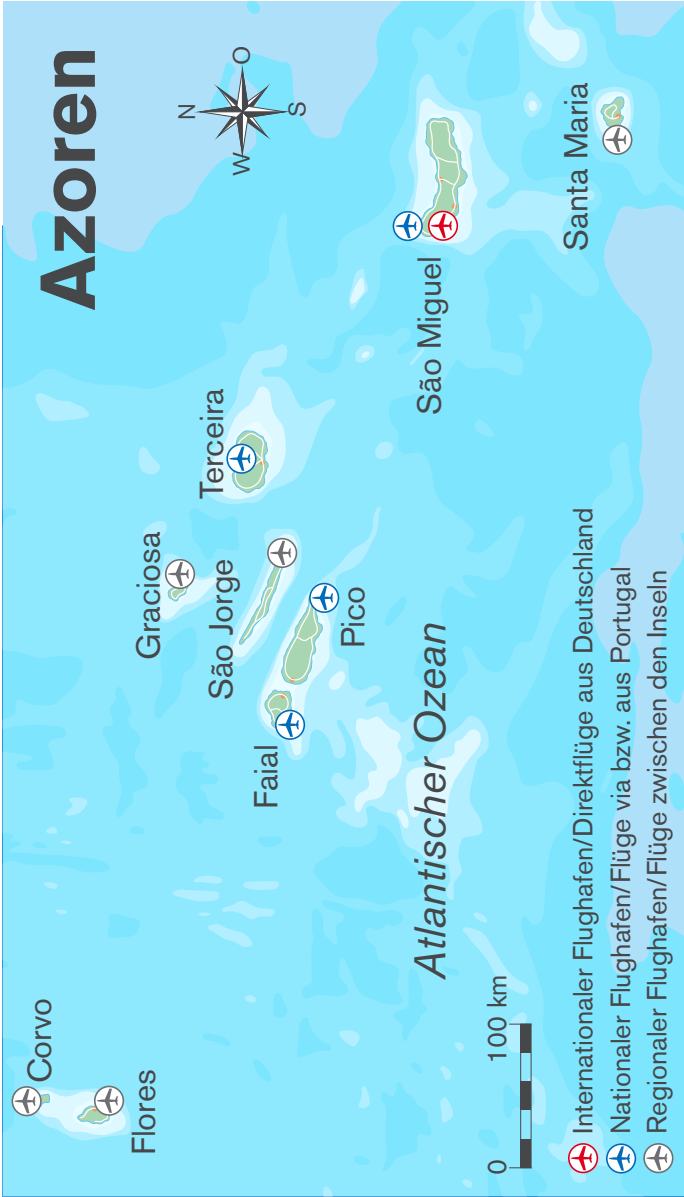 Azoren
N
W
O
S
Corvo
Flores
Graciosa
Terceira
São Jorge
Faial
Pico
São Miguel
Santa Maria
Atlantischer Ozean
0 100 km
Internationaler Flughafen/Direktflüge aus Deutschland
Nationaler Flughafen/Flüge via bzw. aus Portugal
Regionaler Flughafen/Flüge zwischen den Inseln